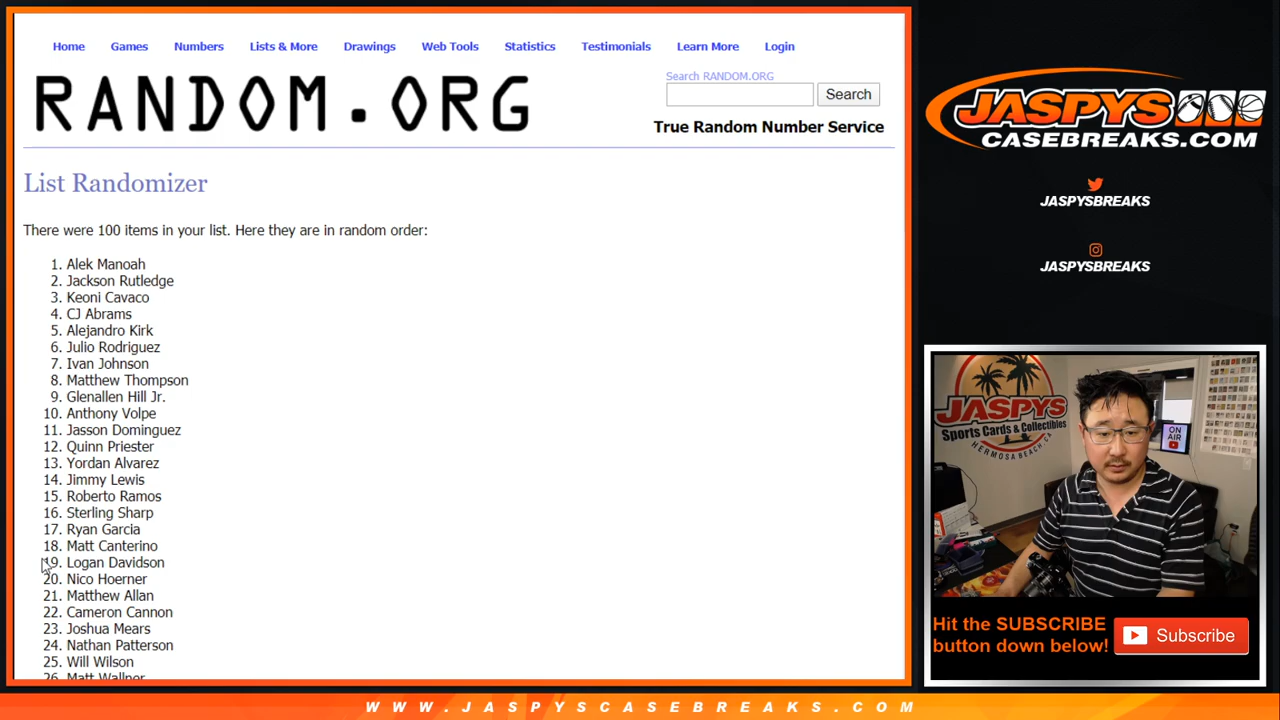 Home Games Numbers Lists & More Drawings Web Tools Statistics Testimonials Learn More Login
RANDOM.ORG
Search RANDOM.ORG
Search
True Random Number Service
List Randomizer
There were 100 items in your list. Here they are in random order:
1. Alek Manoah
2. Jackson Rutledge
3. Keoni Cavaco
4. CJ Abrams
5. Alejandro Kirk
6. Julio Rodriguez
7. Ivan Johnson
8. Matthew Thompson
9. Glenallen Hill Jr.
10. Anthony Volpe
11. Jasson Dominguez
12. Quinn Priester
13. Yordan Alvarez
14. Jimmy Lewis
15. Roberto Ramos
16. Sterling Sharp
17. Ryan Garcia
18. Matt Canterino
19. Logan Davidson
20. Nico Hoerner
21. Matthew Allan
22. Cameron Cannon
23. Joshua Mears
24. Nathan Patterson
25. Will Wilson
26. Matt Wallner
JASPYS
CASEBREAKS.COM
JASPYSBREAKS
JASPYSBREAKS
JASPYS
Sports Cards & Collectibles
HERMOSA BEACH, CA
ON
AIR
Hit the SUBSCRIBE
button down below!
Subscribe
WWW.JASPYSCASEBREAKS.COM